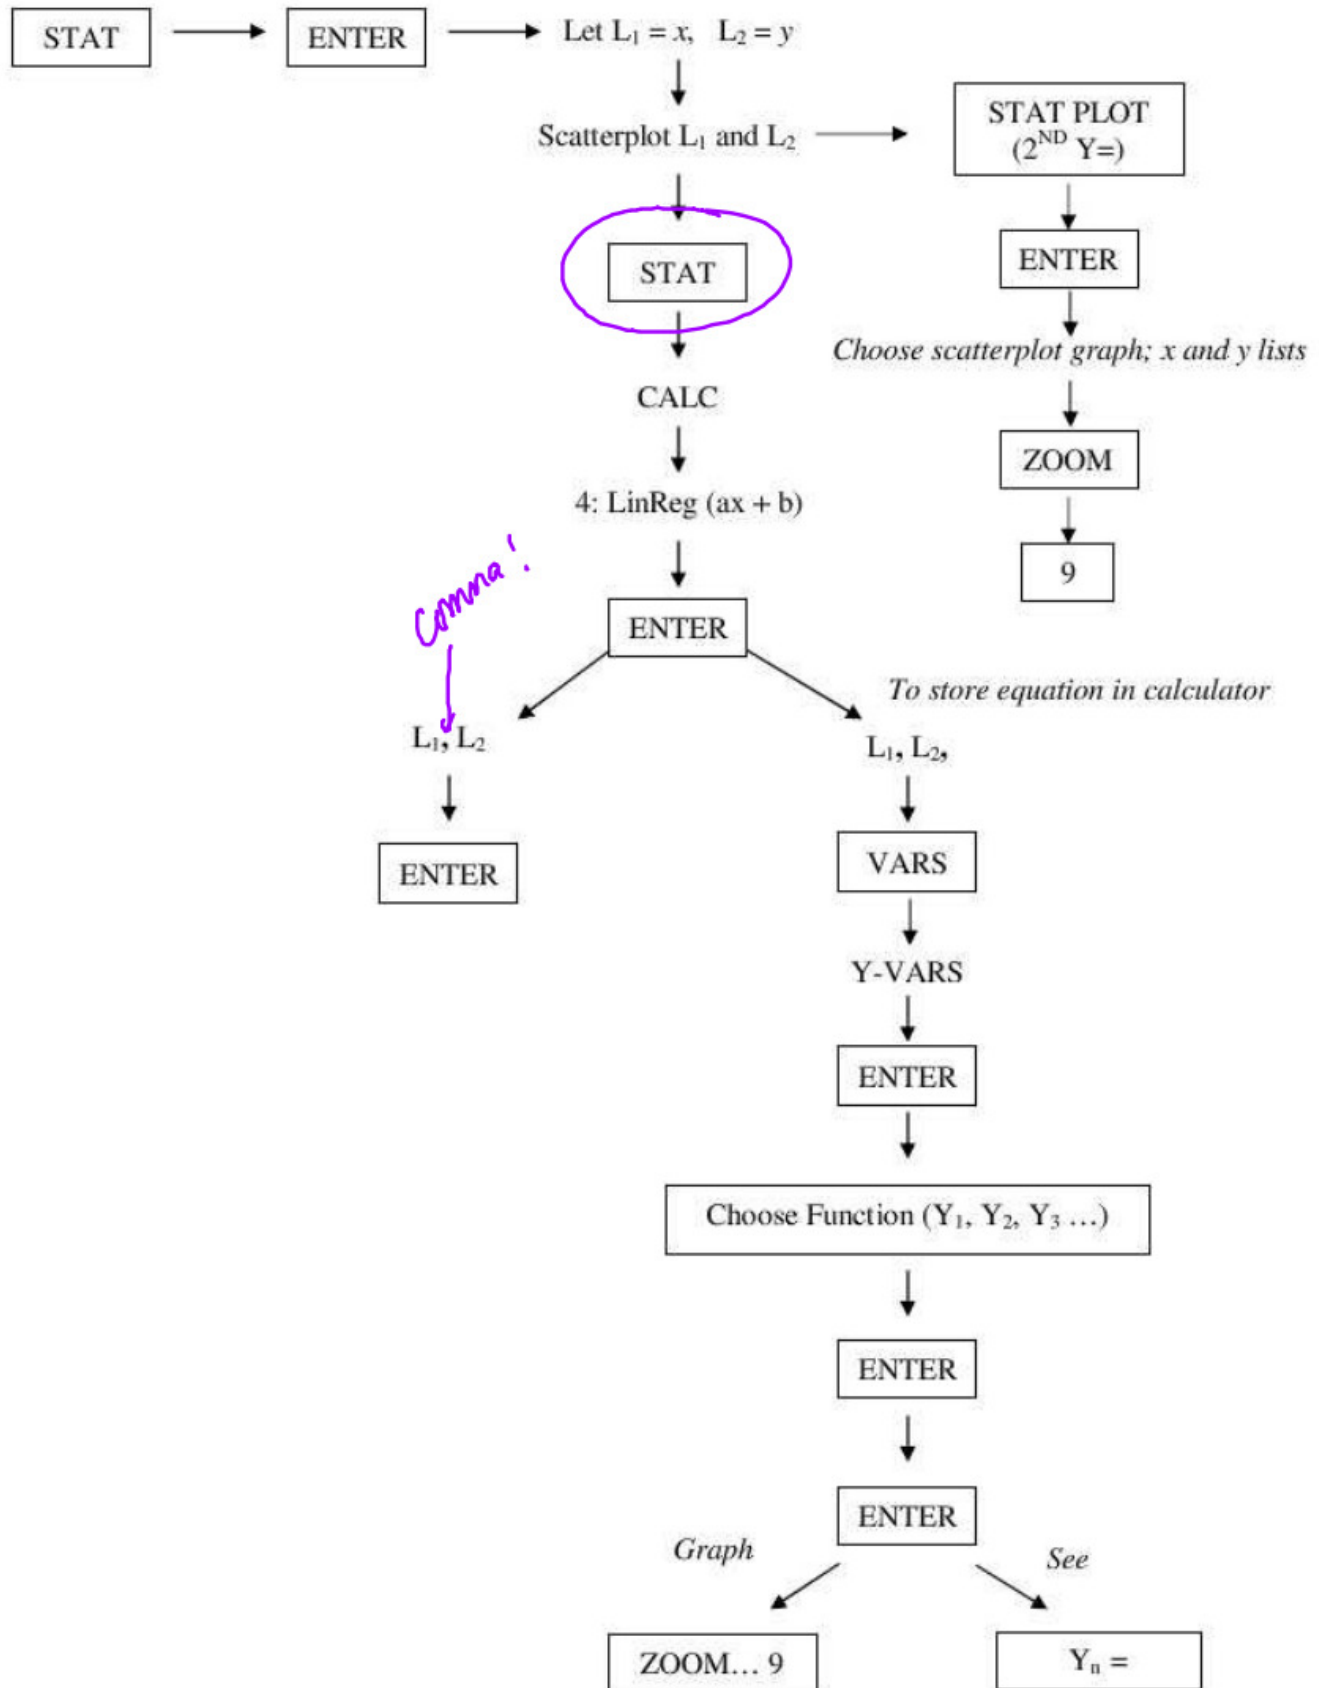 STAT ENTER Let L₁ = x, L₂ = y
Scatterplot L₁ and L₂
STAT PLOT
(2ᴺᴰ Y=)
STAT
ENTER
Choose scatterplot graph; x and y lists
CALC
ZOOM
4: LinReg (ax + b)
9
Comma!
ENTER
To store equation in calculator
L₁, L₂
L₁, L₂,
VARS
ENTER
Y-VARS
ENTER
Choose Function (Y₁, Y₂, Y₃ …)
ENTER
ENTER
Graph
See
ZOOM… 9
Yₙ =